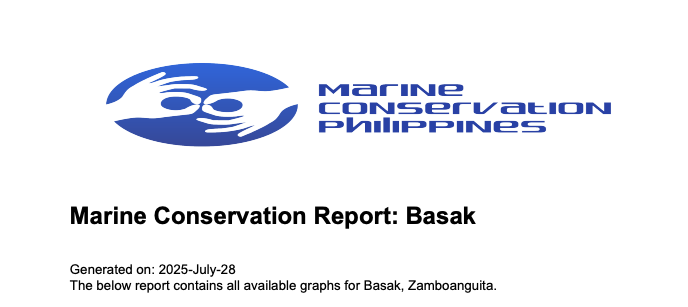 Marine
Conservation
Philippines
Marine Conservation Report: Basak
Generated on: 2025-July-28
The below report contains all available graphs for Basak, Zamboanguita.